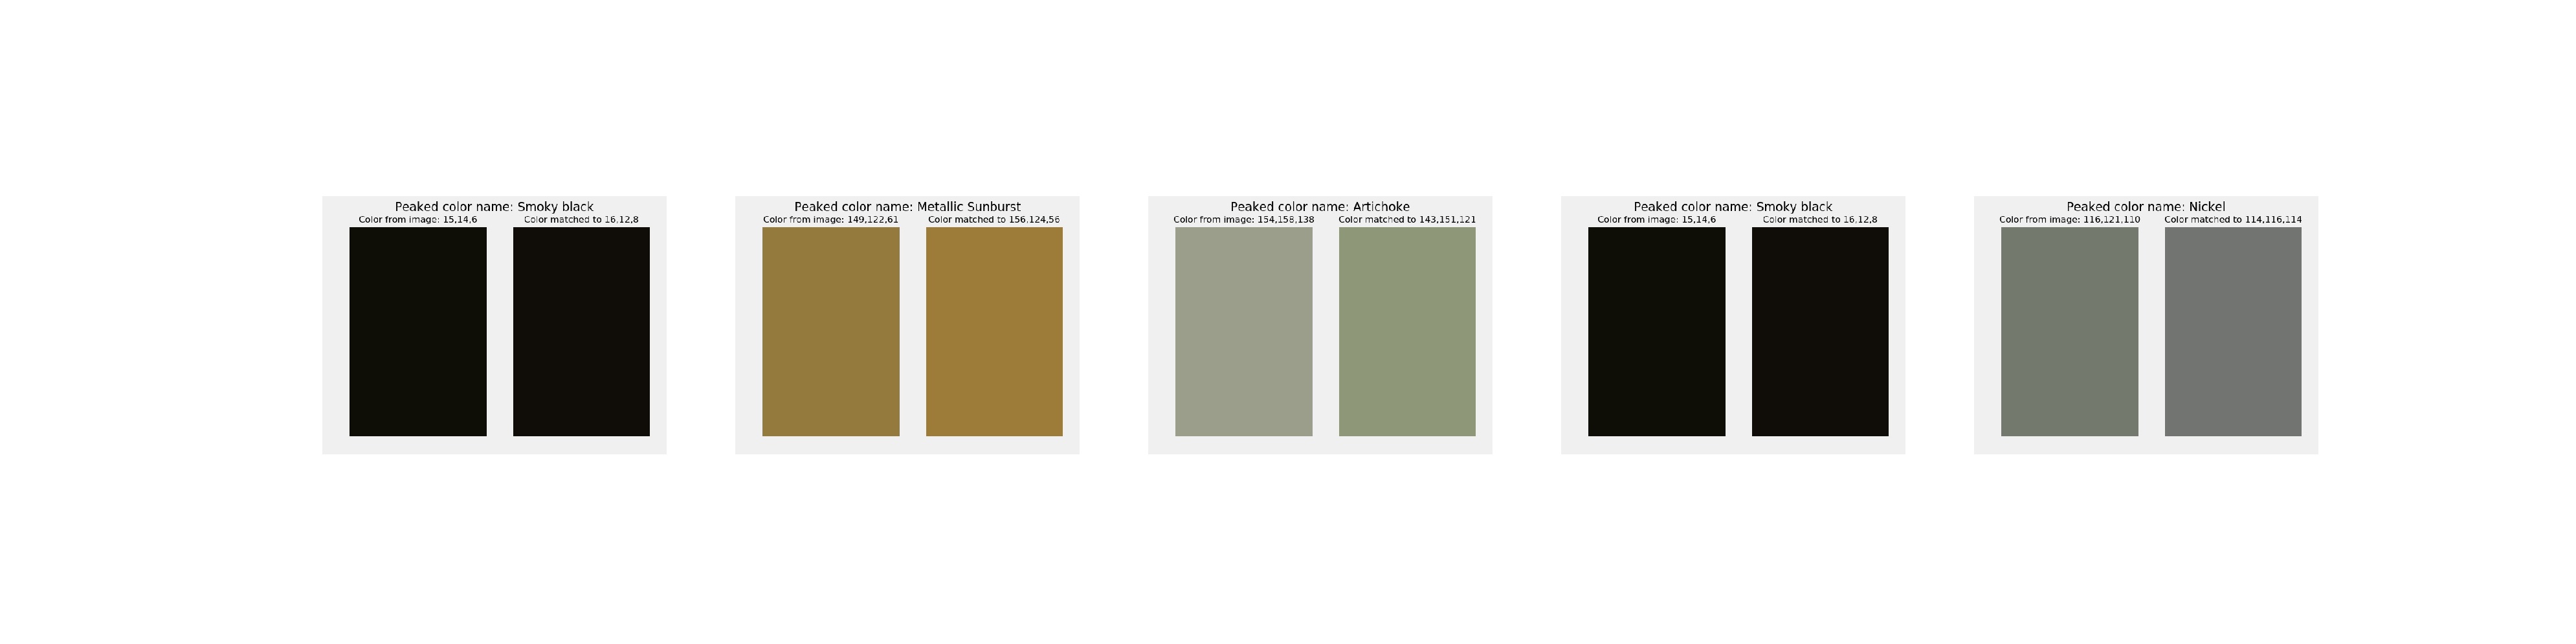 Peaked color name: Smoky black
Color from image: 15,14,6
Color matched to 16,12,8
Peaked color name: Metallic Sunburst
Color from image: 149,122,61
Color matched to 156,124,56
Peaked color name: Artichoke
Color from image: 154,158,138
Color matched to 143,151,121
Peaked color name: Smoky black
Color from image: 15,14,6
Color matched to 16,12,8
Peaked color name: Nickel
Color from image: 116,121,110
Color matched to 114,116,114